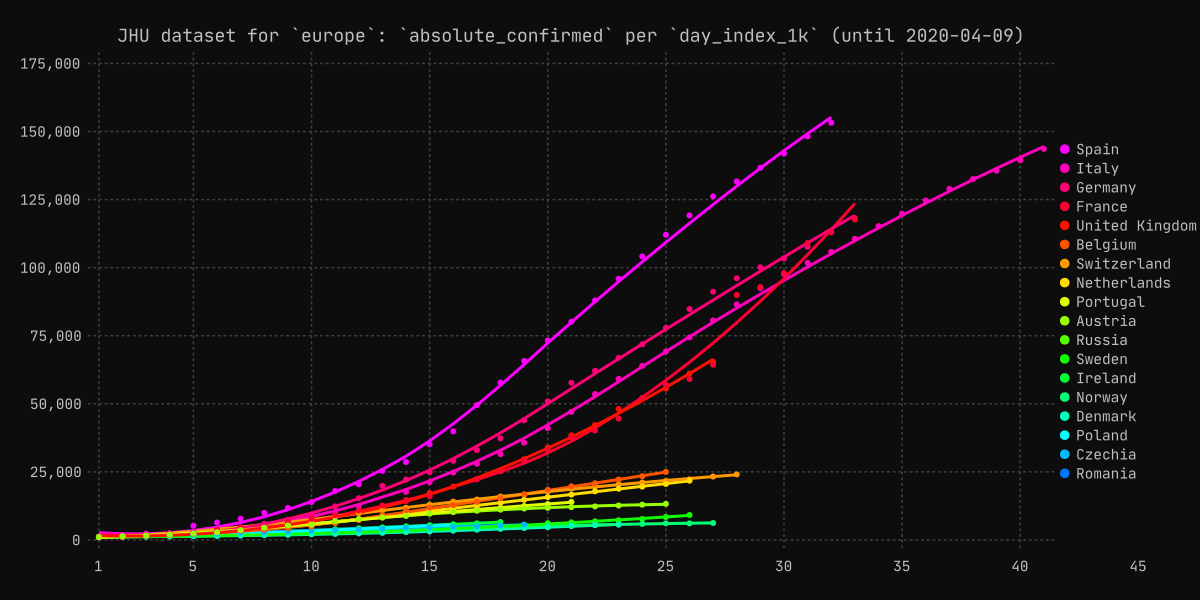 JHU dataset for `europe`: `absolute_confirmed` per `day_index_1k` (until 2020-04-09)
175,000
150,000
125,000
100,000
75,000
50,000
25,000
0
1 5 10 15 20 25 30 35 40 45
Spain
Italy
Germany
France
United Kingdom
Belgium
Switzerland
Netherlands
Portugal
Austria
Russia
Sweden
Ireland
Norway
Denmark
Poland
Czechia
Romania